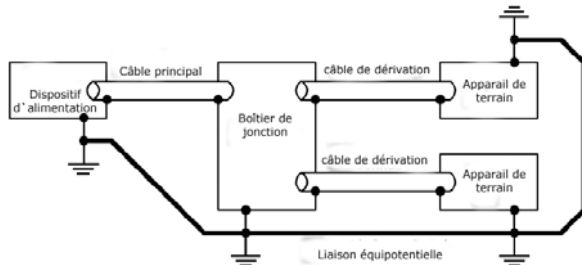 Câble principal
câble de dérivation
Dispositif
d`alimentation
Appareil de
terrain
Boîtier de
jonction
câble de dérivation
Appareil de
terrain
Liaison équipotentielle